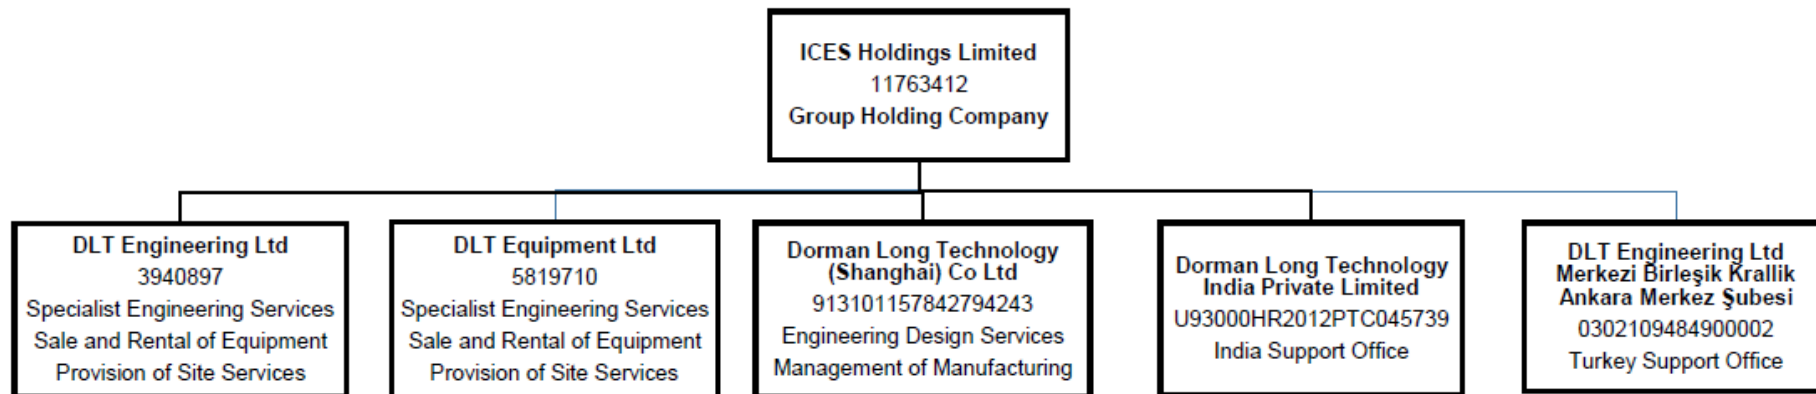 ICES Holdings Limited
11763412
Group Holding Company
DLT Engineering Ltd
3940897
Specialist Engineering Services
Sale and Rental of Equipment
Provision of Site Services
DLT Equipment Ltd
5819710
Specialist Engineering Services
Sale and Rental of Equipment
Provision of Site Services
Dorman Long Technology
(Shanghai) Co Ltd
913101157842794243
Engineering Design Services
Management of Manufacturing
Dorman Long Technology
India Private Limited
U93000HR2012PTC045739
India Support Office
DLT Engineering Ltd
Merkezi Birleşik Krallik
Ankara Merkez Şubesi
0302109484900002
Turkey Support Office